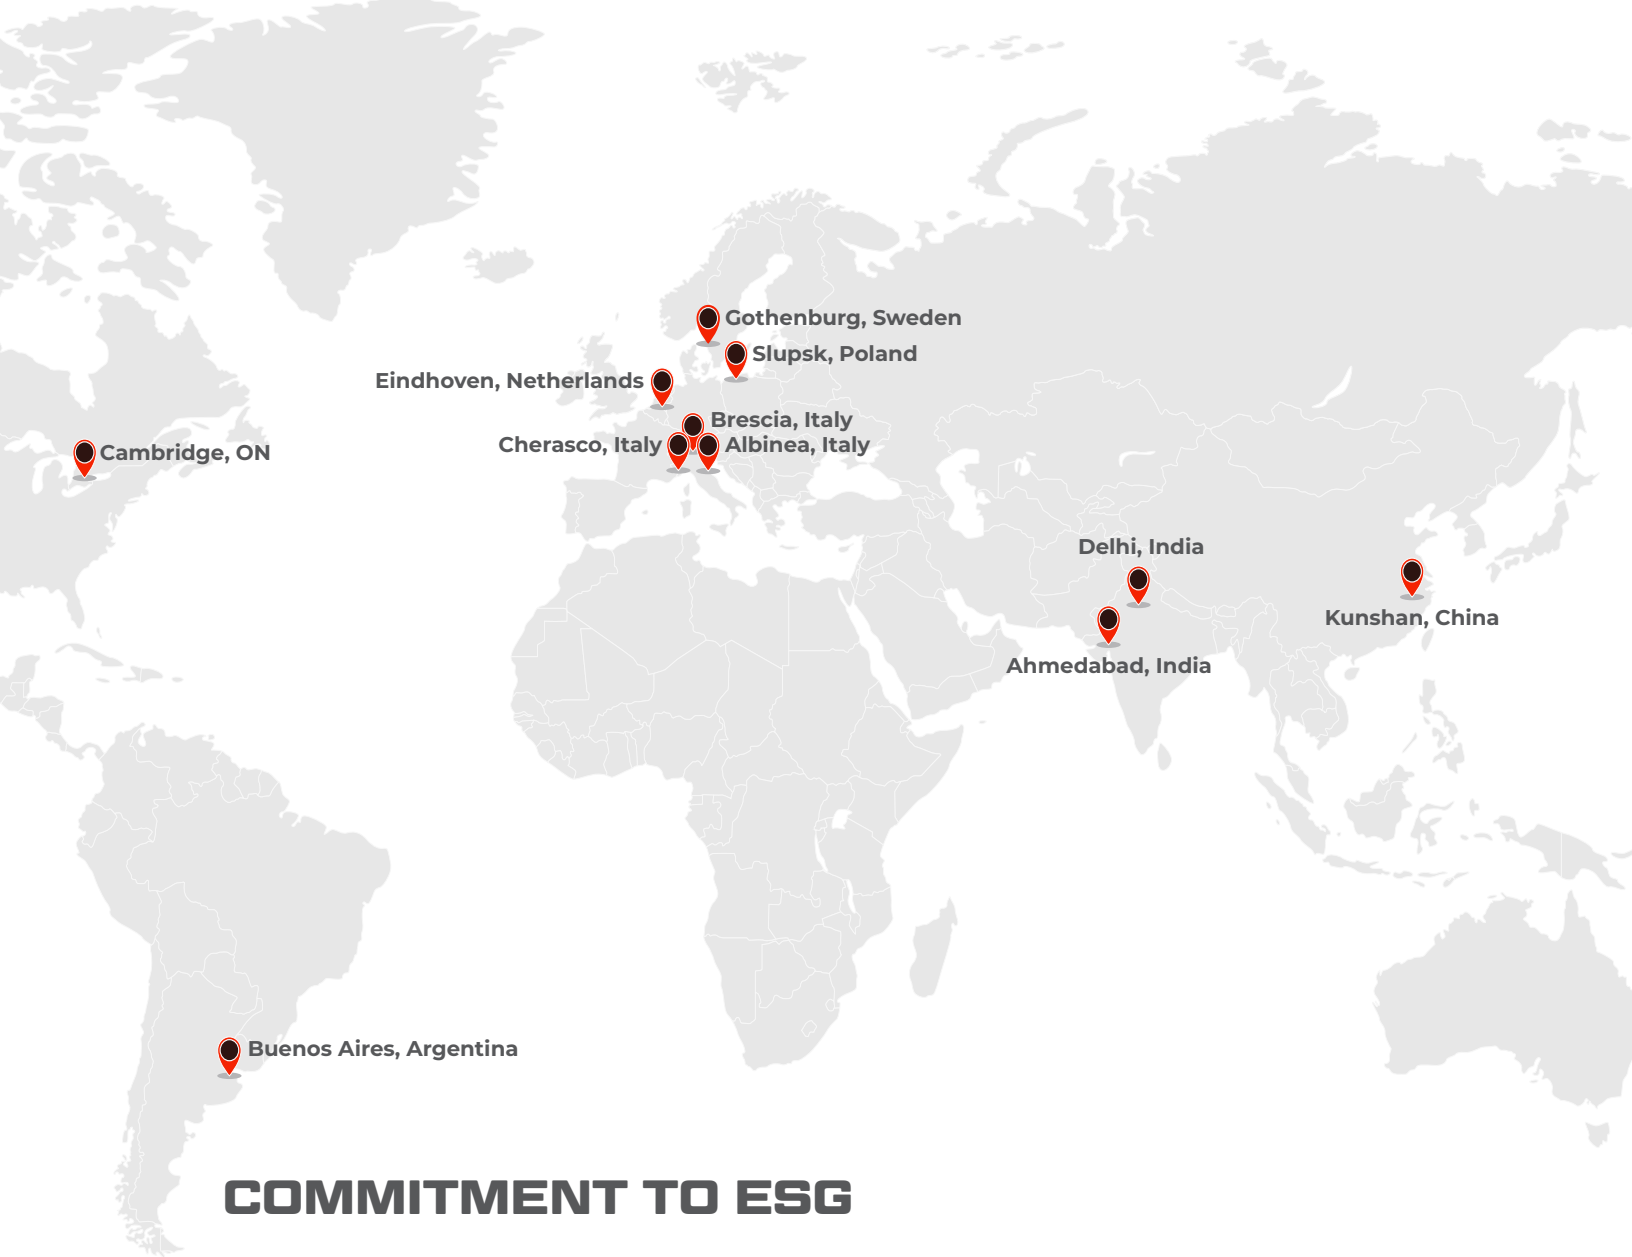 Gothenburg, Sweden
Slupsk, Poland
Eindhoven, Netherlands
Brescia, Italy
Cherasco, Italy
Albinea, Italy
Cambridge, ON
Delhi, India
Kunshan, China
Ahmedabad, India
Buenos Aires, Argentina
COMMITMENT TO ESG